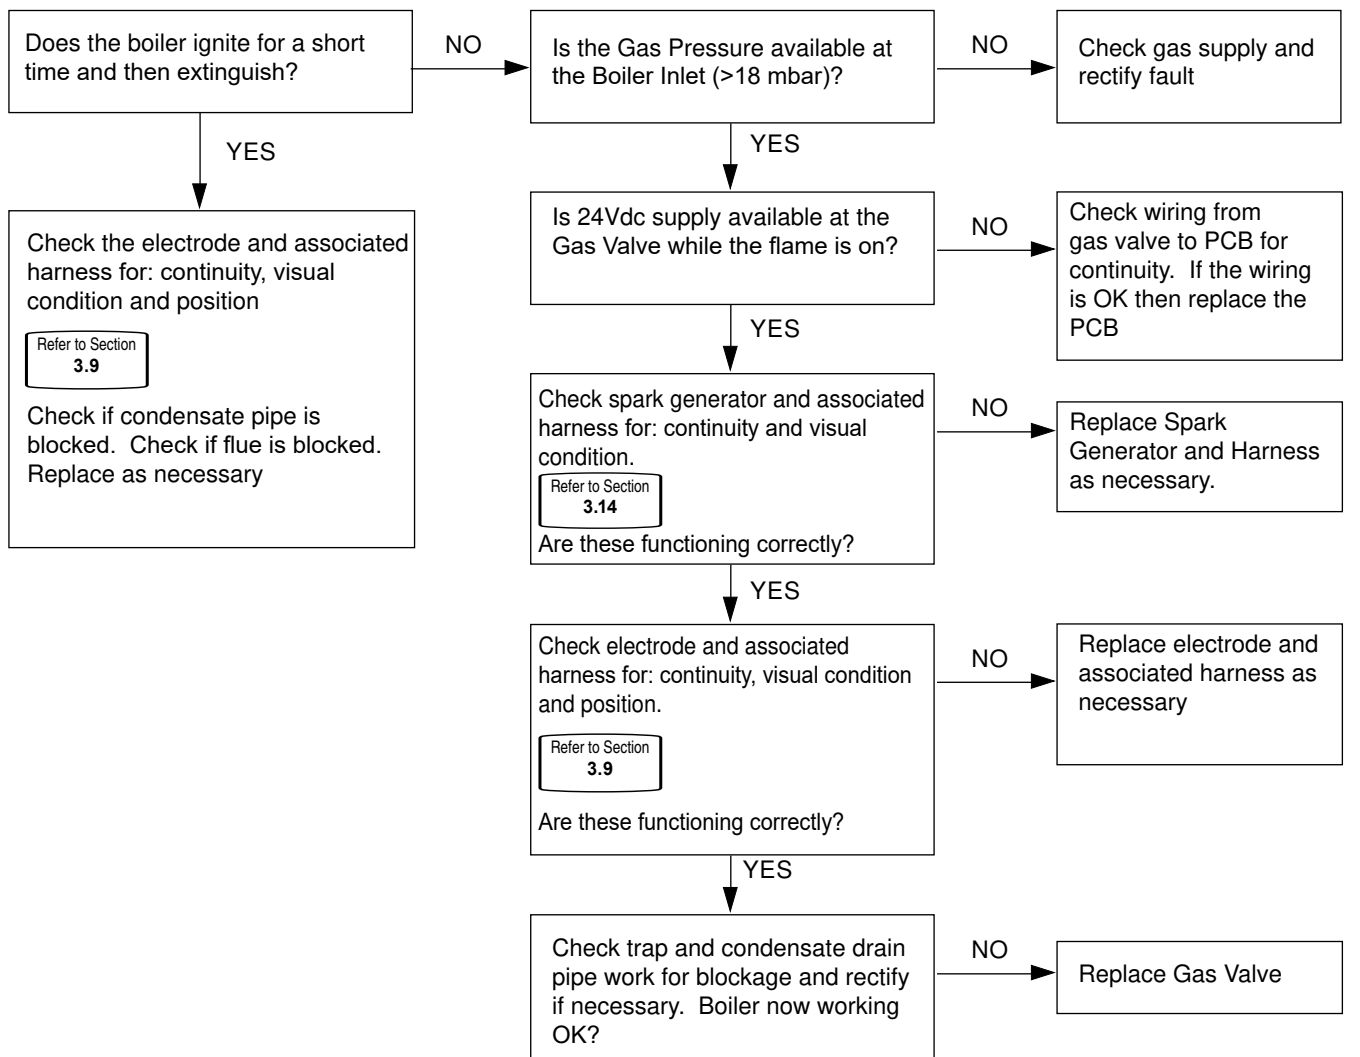 Does the boiler ignite for a short
time and then extinguish?
NO
Is the Gas Pressure available at
the Boiler Inlet (>18 mbar)?
NO
Check gas supply and
rectify fault
YES
YES
Check the electrode and associated
harness for: continuity, visual
condition and position
Refer to Section
3.9
Check if condensate pipe is
blocked.  Check if flue is blocked.
Replace as necessary
Is 24Vdc supply available at the
Gas Valve while the flame is on?
NO
Check wiring from
gas valve to PCB for
continuity.  If the wiring
is OK then replace the
PCB
YES
Check spark generator and associated
harness for: continuity and visual
condition.
Refer to Section
3.14
Are these functioning correctly?
NO
Replace Spark
Generator and Harness
as necessary.
YES
Check electrode and associated
harness for: continuity, visual condition
and position.
Refer to Section
3.9
Are these functioning correctly?
NO
Replace electrode and
associated harness as
necessary
YES
Check trap and condensate drain
pipe work for blockage and rectify
if necessary.  Boiler now working
OK?
NO
Replace Gas Valve